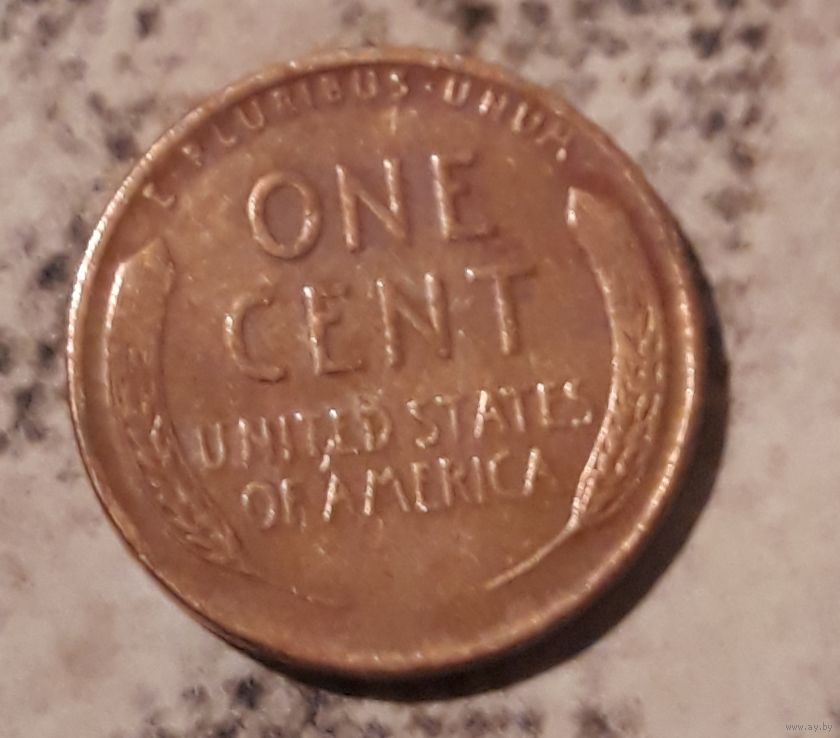 E · PLURIBUS · UNUM
ONE
CENT
UNITED STATES
OF AMERICA
www.ay.by